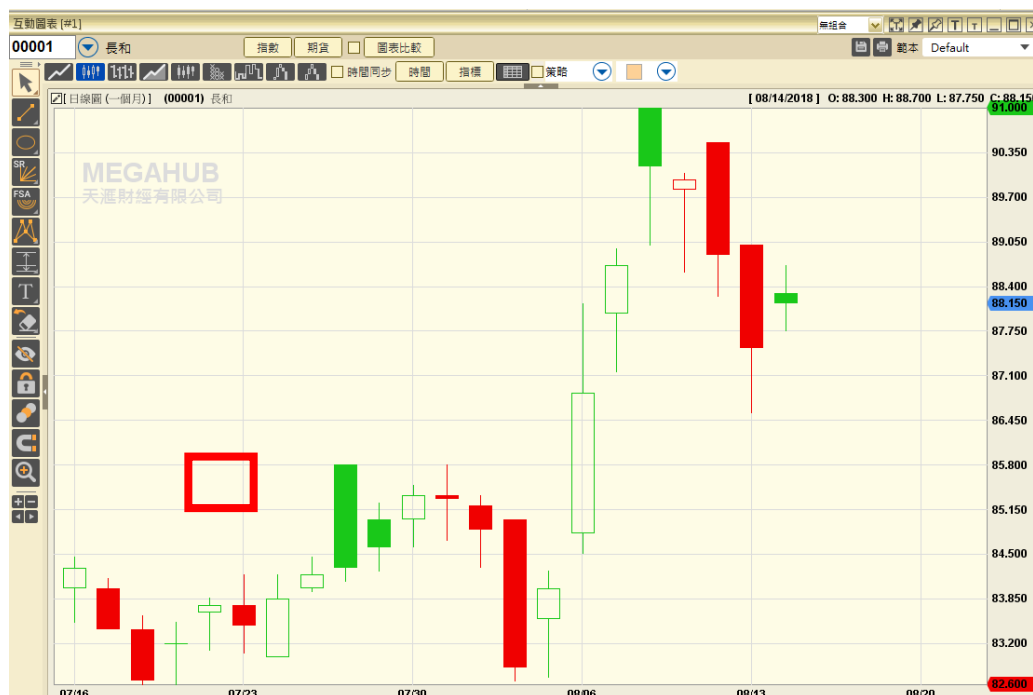 互動圖表 [#1]
無組合
T T
00001 長和 指數 期貨 圖表比較 範本 Default
時間同步 時間 指標 策略
[ 日線圖 (一個月) ] (00001) 長和 [ 08/14/2018 ] O: 88.300 H: 88.700 L: 87.750 C: 88.150
MEGAHUB
天滙財經有限公司
SR
FSA
T
91.000
90.350
89.700
89.050
88.400
88.150
87.750
87.100
86.450
85.800
85.150
84.500
83.850
83.200
82.600
07/16 07/23 07/30 08/06 08/13 08/20